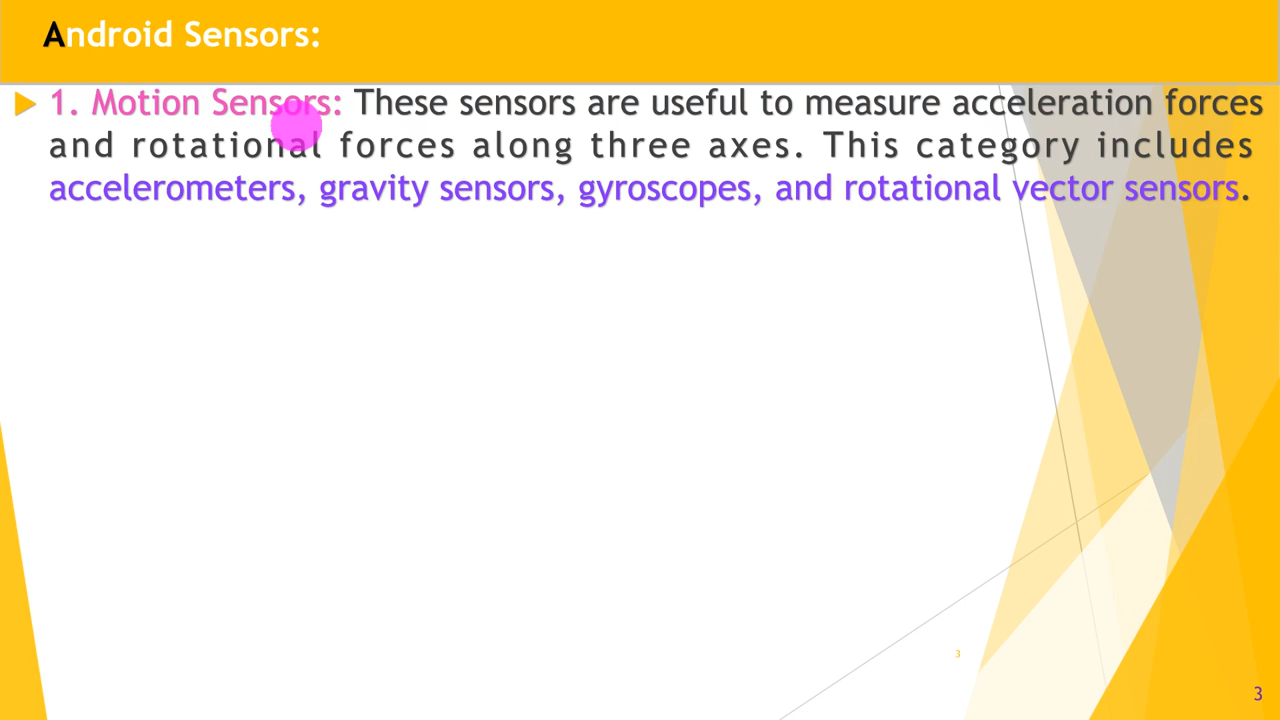 Android Sensors:
1. Motion Sensors: These sensors are useful to measure acceleration forces
and rotational forces along three axes. This category includes
accelerometers, gravity sensors, gyroscopes, and rotational vector sensors.
3
3